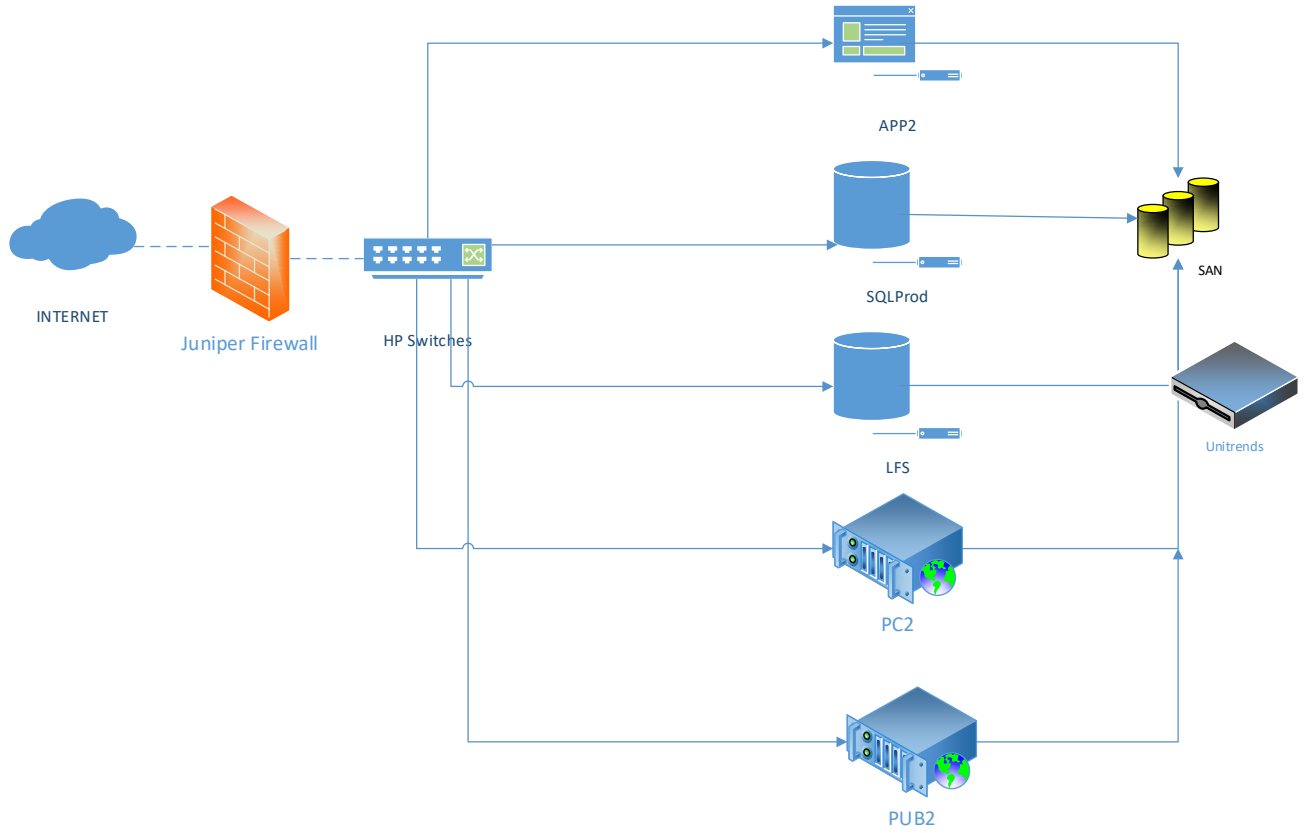 APP2
SAN
SQLProd
INTERNET
Juniper Firewall
HP Switches
Unitrends
LFS
PC2
PUB2